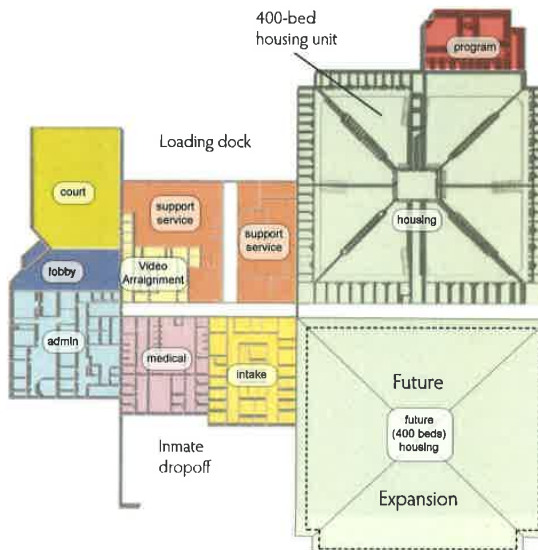 400-bed
housing unit
program
Loading dock
court
support
service
support
service
housing
lobby
Video
Arraignment
admin
medical
intake
Future
future
(400 beds)
housing
Inmate
dropoff
Expansion